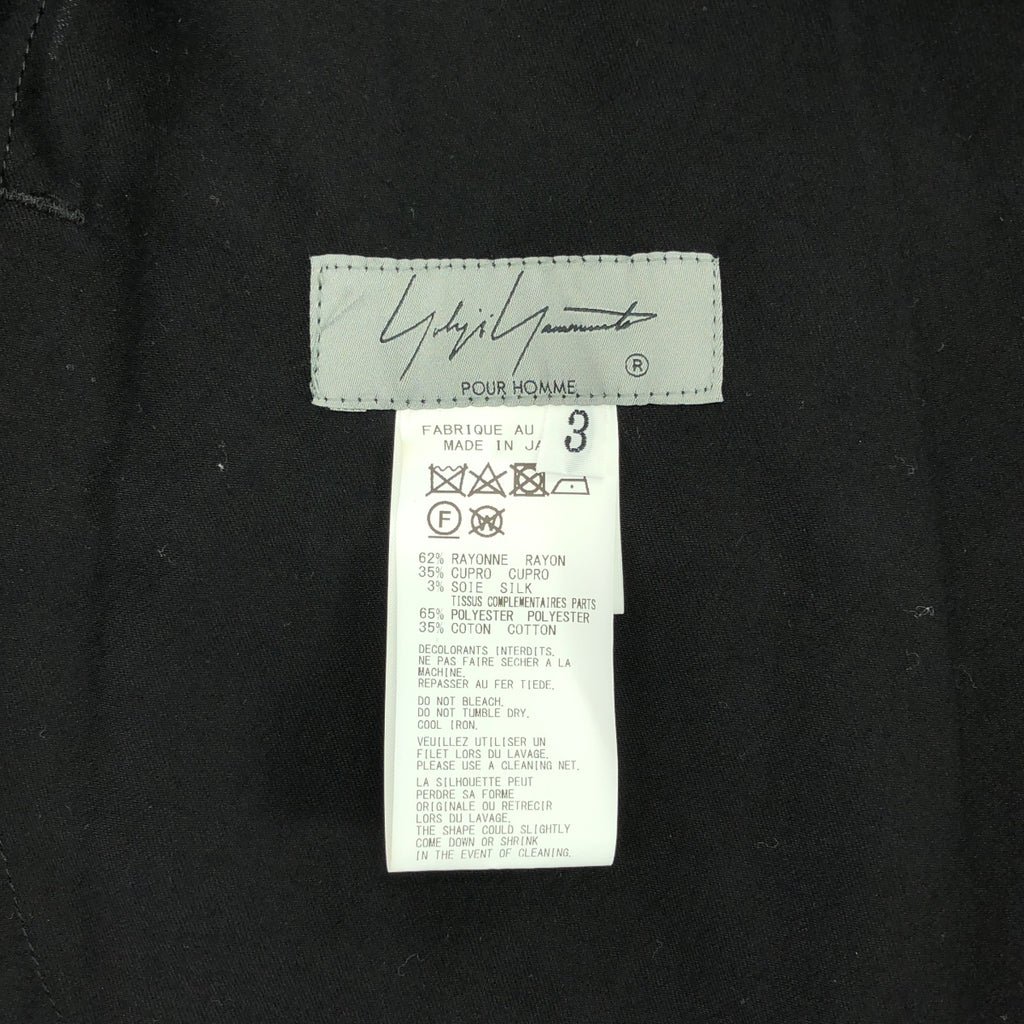 Yohji Yamamoto
®
POUR HOMME
3
FABRIQUE AU
MADE IN JA
F
W
62% RAYONNE RAYON
35% CUPRO CUPRO
3% SOIE SILK
TISSUS COMPLEMENTAIRES PARTS
65% POLYESTER POLYESTER
35% COTON COTTON
DECOLORANTS INTERDITS.
NE PAS FAIRE SECHER A LA
MACHINE.
REPASSER AU FER TIEDE.
DO NOT BLEACH.
DO NOT TUMBLE DRY.
COOL IRON.
VEUILLEZ UTILISER UN
FILET LORS DU LAVAGE.
PLEASE USE A CLEANING NET.
LA SILHOUETTE PEUT
PERDRE SA FORME
ORIGINALE OU RETRECIR
LORS DU LAVAGE.
THE SHAPE COULD SLIGHTLY
COME DOWN OR SHRINK
IN THE EVENT OF CLEANING.